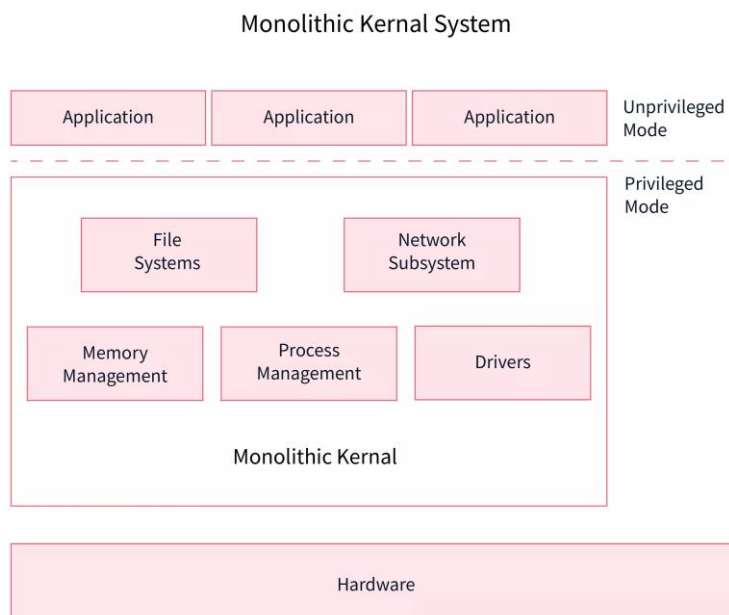 Monolithic Kernal System
Application
Application
Application
Unprivileged
Mode
Privileged
Mode
File
Systems
Network
Subsystem
Memory
Management
Process
Management
Drivers
Monolithic Kernal
Hardware